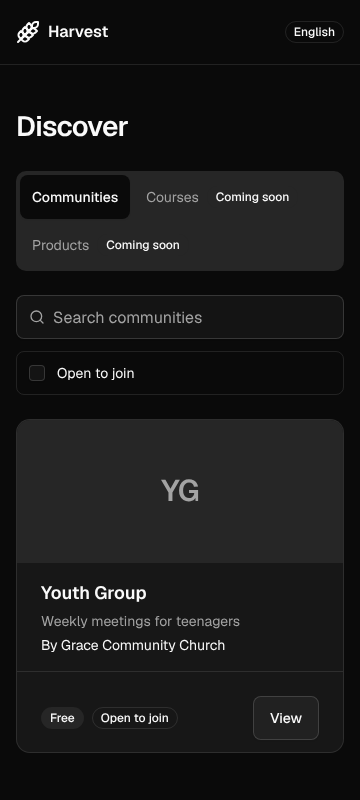 Harvest
English
Discover
Communities
Courses
Coming soon
Products
Coming soon
Search communities
Open to join
YG
Youth Group
Weekly meetings for teenagers
By Grace Community Church
Free
Open to join
View